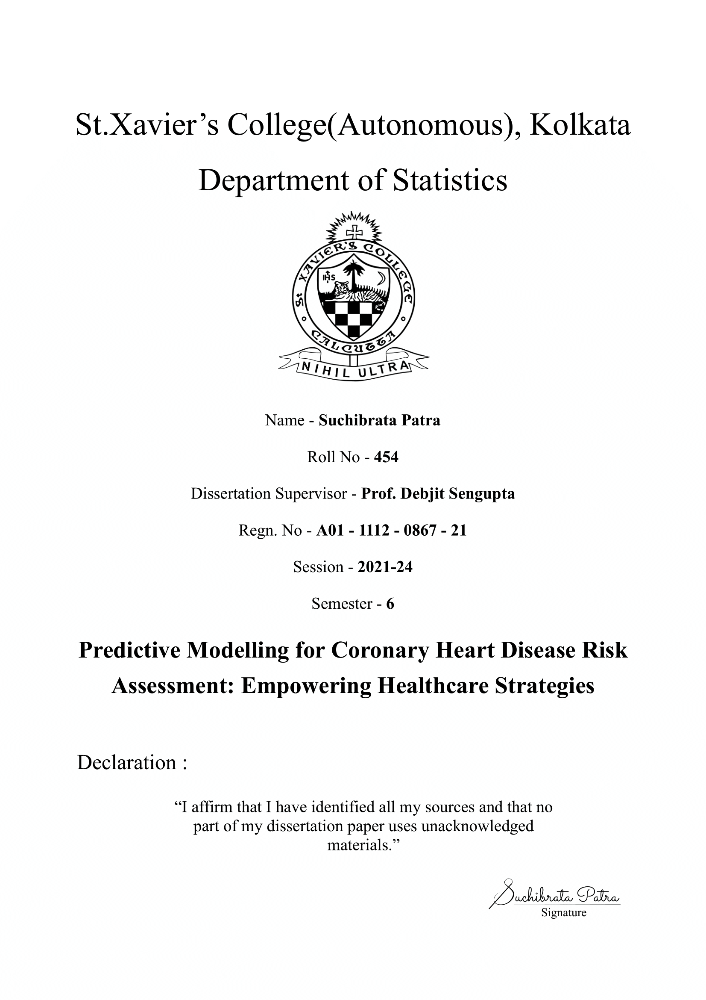 St.Xavier’s College(Autonomous), Kolkata
Department of Statistics
St XAVIER'S COLLEGE
IHS
CALCUTTA
NIHIL ULTRA
Name - Suchibrata Patra
Roll No - 454
Dissertation Supervisor - Prof. Debjit Sengupta
Regn. No - A01 - 1112 - 0867 - 21
Session - 2021-24
Semester - 6
Predictive Modelling for Coronary Heart Disease Risk
Assessment: Empowering Healthcare Strategies
Declaration :
“I affirm that I have identified all my sources and that no
part of my dissertation paper uses unacknowledged
materials.”
Suchibrata Patra
Signature